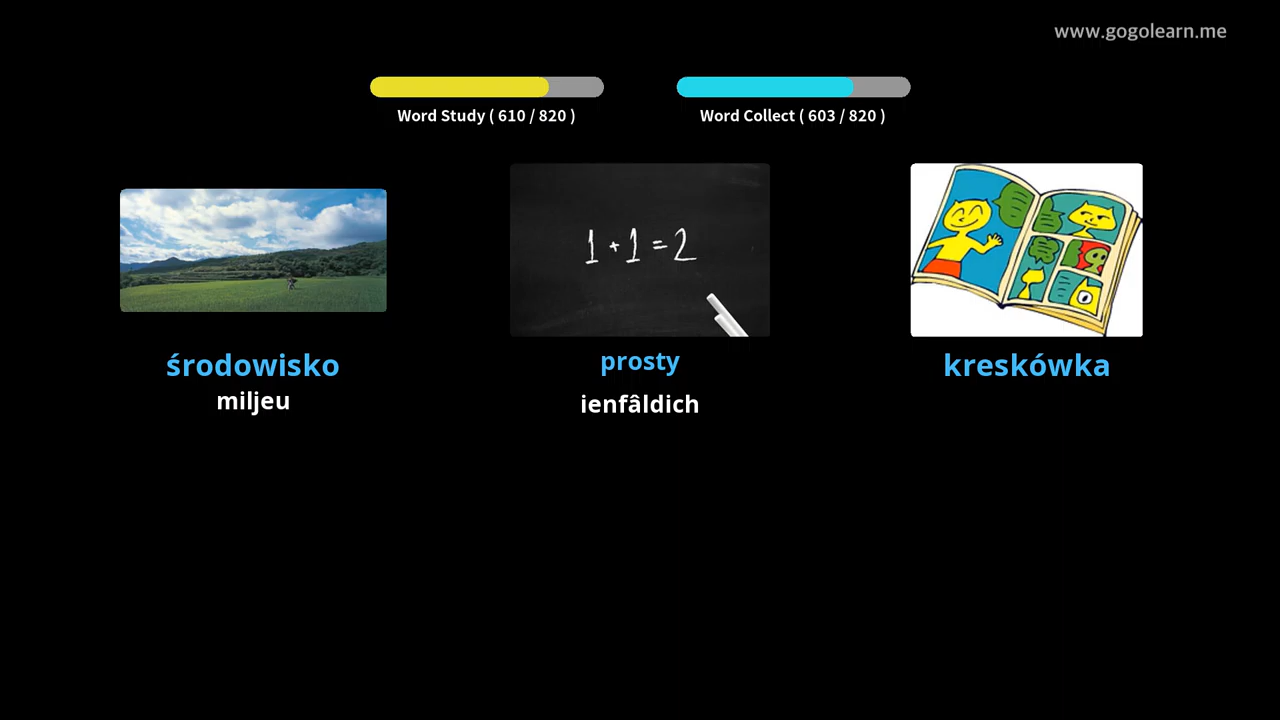 www.gogolearn.me
Word Study ( 610 / 820 )
Word Collect ( 603 / 820 )
1 + 1 = 2
środowisko
miljeu
prosty
ienfâldich
kreskówka